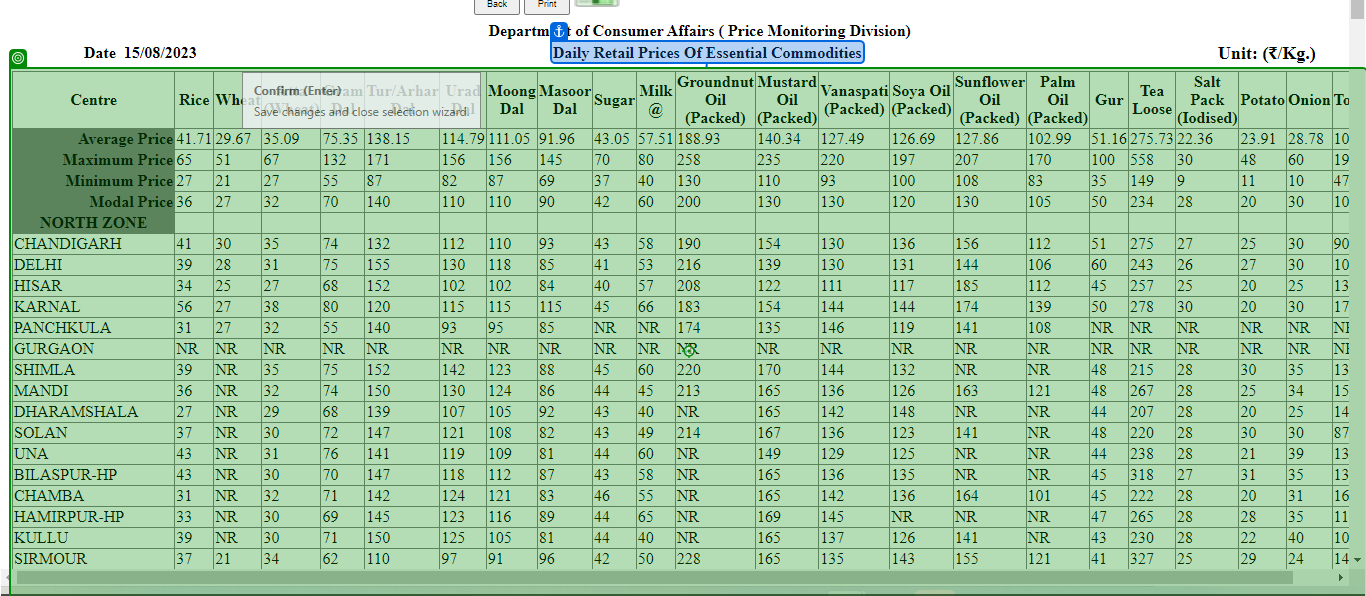 Back Print
Department of Consumer Affairs ( Price Monitoring Division)
Date 15/08/2023 Daily Retail Prices Of Essential Commodities Unit: (₹/Kg.)
Confirm (Enter)
Save changes and close selection wizard.
Centre Rice Wheat Atta (Wheat) Gram Dal Tur/Arhar Dal Urad Dal Moong Dal Masoor Dal Sugar Milk @ Groundnut Oil (Packed) Mustard Oil (Packed) Vanaspati (Packed) Soya Oil (Packed) Sunflower Oil (Packed) Palm Oil (Packed) Gur Tea Loose Salt Pack (Iodised) Potato Onion To
Average Price 41.71 29.67 35.09 75.35 138.15 114.79 111.05 91.96 43.05 57.51 188.93 140.34 127.49 126.69 127.86 102.99 51.16 275.73 22.36 23.91 28.78 10
Maximum Price 65 51 67 132 171 156 156 145 70 80 258 235 220 197 207 170 100 558 30 48 60 19
Minimum Price 27 21 27 55 87 82 87 69 37 40 130 110 93 100 108 83 35 149 9 11 10 47
Modal Price 36 27 32 70 140 110 110 90 42 60 200 130 130 120 130 105 50 234 28 20 30 10
NORTH ZONE
CHANDIGARH 41 30 35 74 132 112 110 93 43 58 190 154 130 136 156 112 51 275 27 25 30 90
DELHI 39 28 31 75 155 130 118 85 41 53 216 139 130 131 144 106 60 243 26 27 30 10
HISAR 34 25 27 68 152 102 102 84 40 57 208 122 111 117 185 112 45 257 25 20 25 13
KARNAL 56 27 38 80 120 115 115 115 45 66 183 154 144 144 174 139 50 278 30 20 30 17
PANCHKULA 31 27 32 55 140 93 95 85 NR NR 174 135 146 119 141 108 NR NR NR NR NR
GURGAON NR NR NR NR NR NR NR NR NR NR NR NR NR NR NR NR NR NR NR NR NR
SHIMLA 39 NR 35 75 152 142 123 88 45 60 220 170 144 132 NR NR 48 215 28 30 35 13
MANDI 36 NR 32 74 150 130 124 86 44 45 213 165 136 126 163 121 48 267 28 25 34 15
DHARAMSHALA 27 NR 29 68 139 107 105 92 43 40 NR 165 142 148 NR NR 44 207 28 20 25 14
SOLAN 37 NR 30 72 147 121 108 82 43 49 214 167 136 123 141 NR 48 220 28 30 30 87
UNA 43 NR 31 76 141 119 109 81 44 60 NR 149 129 125 NR NR 44 238 28 21 39 13
BILASPUR-HP 43 NR 30 70 147 118 112 87 43 58 NR 165 136 135 NR NR 45 318 27 31 35 13
CHAMBA 31 NR 32 71 142 124 121 83 46 55 NR 165 142 136 164 101 45 222 28 20 31 16
HAMIRPUR-HP 33 NR 30 69 145 123 116 89 44 65 NR 169 145 NR NR NR 47 265 28 28 35 11
KULLU 39 NR 30 71 150 125 105 81 44 40 NR 165 137 126 141 NR 43 230 28 22 40 10
SIRMOUR 37 21 34 62 110 97 91 96 42 50 228 165 135 143 155 121 41 327 25 29 24 14